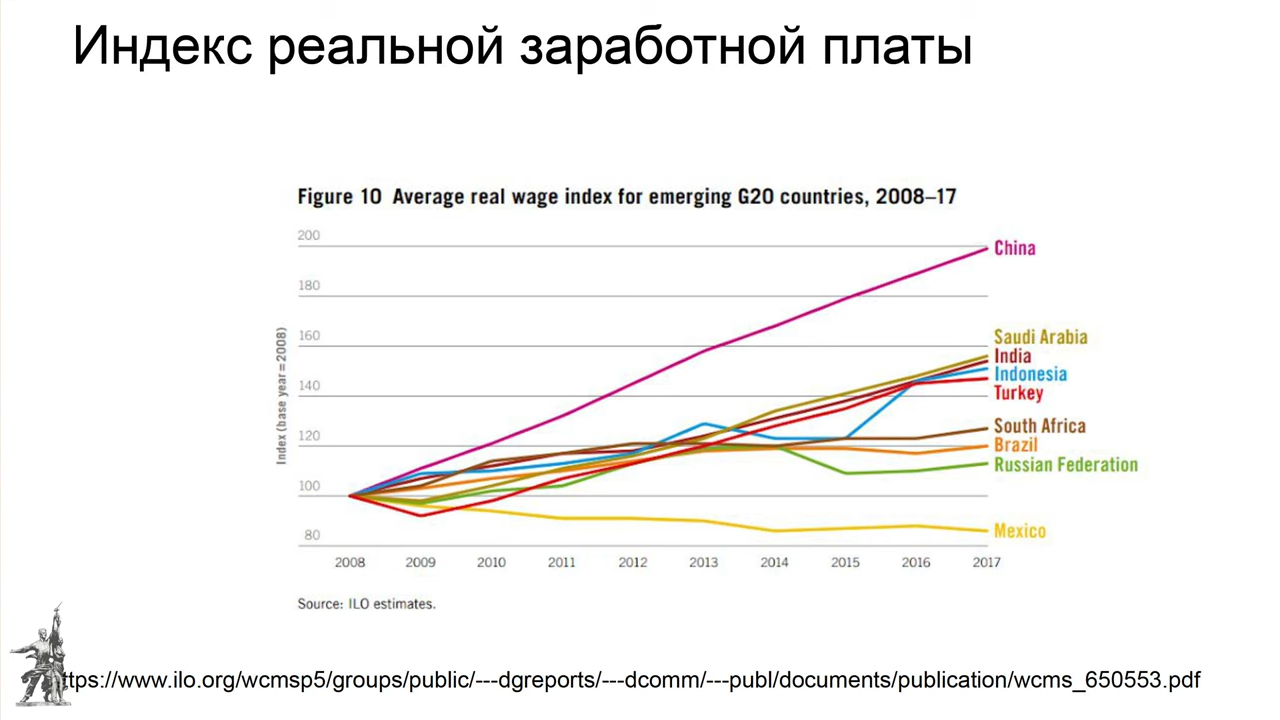 Индекс реальной заработной платы
Figure 10 Average real wage index for emerging G20 countries, 2008–17
200
180
160
140
120
100
80
Index (base year = 2008)
China
Saudi Arabia
India
Indonesia
Turkey
South Africa
Brazil
Russian Federation
Mexico
2008 2009 2010 2011 2012 2013 2014 2015 2016 2017
Source: ILO estimates.
ttps://www.ilo.org/wcmsp5/groups/public/---dgreports/---dcomm/---publ/documents/publication/wcms_650553.pdf